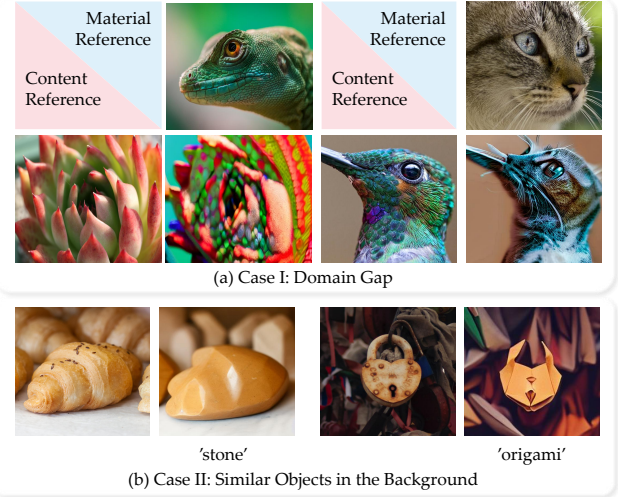 Material
Reference
Content
Reference
Material
Reference
Content
Reference
(a) Case I: Domain Gap
'stone'
'origami'
(b) Case II: Similar Objects in the Background